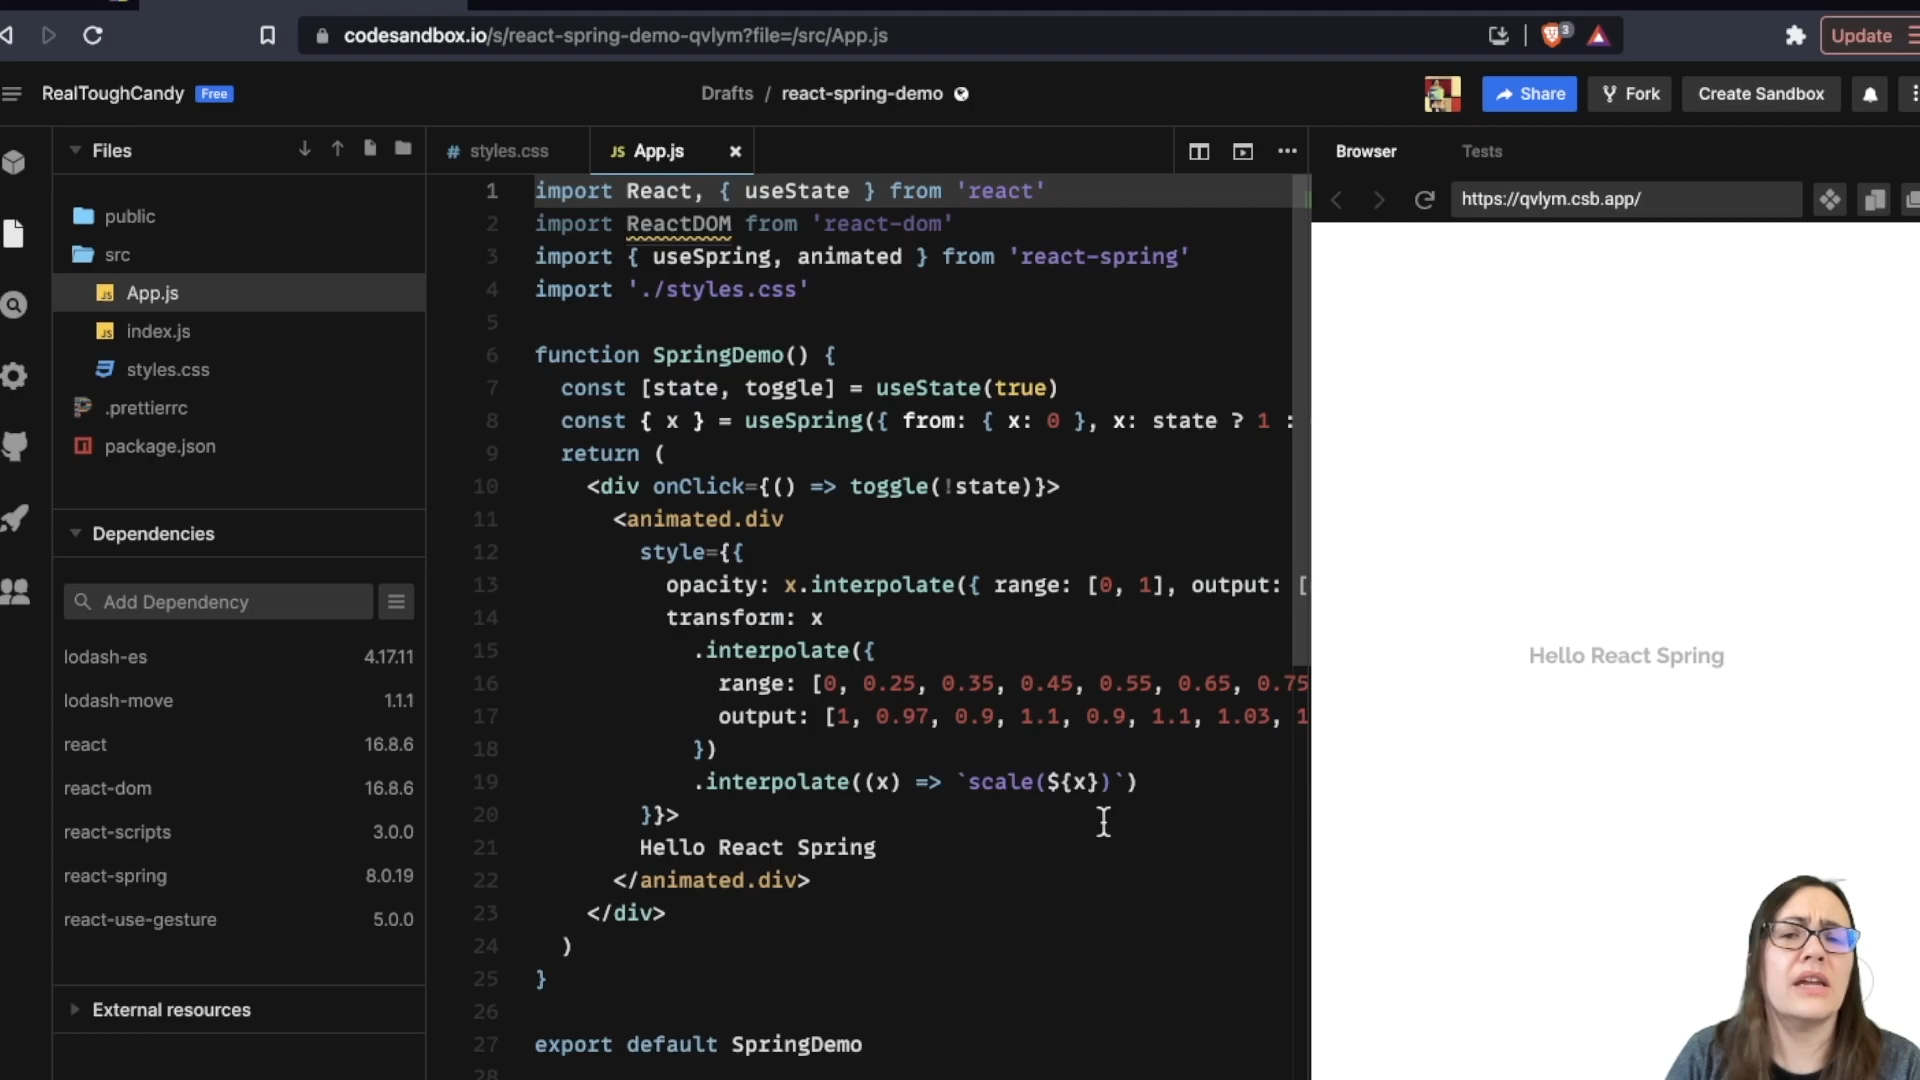 codesandbox.io/s/react-spring-demo-qvlym?file=/src/App.js
3
Update
RealToughCandy
Free
Drafts / react-spring-demo
Share
Fork
Create Sandbox
Files
public
src
App.js
index.js
styles.css
.prettierrc
package.json
Dependencies
Add Dependency
lodash-es 4.17.11
lodash-move 1.1.1
react 16.8.6
react-dom 16.8.6
react-scripts 3.0.0
react-spring 8.0.19
react-use-gesture 5.0.0
External resources
# styles.css
JS App.js
1 import React, { useState } from 'react'
2 import ReactDOM from 'react-dom'
3 import { useSpring, animated } from 'react-spring'
4 import './styles.css'
5
6 function SpringDemo() {
7 const [state, toggle] = useState(true)
8 const { x } = useSpring({ from: { x: 0 }, x: state ? 1 :
9 return (
10 <div onClick={() => toggle(!state)}>
11 <animated.div
12 style={{
13 opacity: x.interpolate({ range: [0, 1], output: [
14 transform: x
15 .interpolate({
16 range: [0, 0.25, 0.35, 0.45, 0.55, 0.65, 0.75
17 output: [1, 0.97, 0.9, 1.1, 0.9, 1.1, 1.03, 1
18 })
19 .interpolate((x) => `scale(${x})`)
20 }}>
21 Hello React Spring
22 </animated.div>
23 </div>
24 )
25 }
26
27 export default SpringDemo
28
Browser
Tests
https://qvlym.csb.app/
Hello React Spring